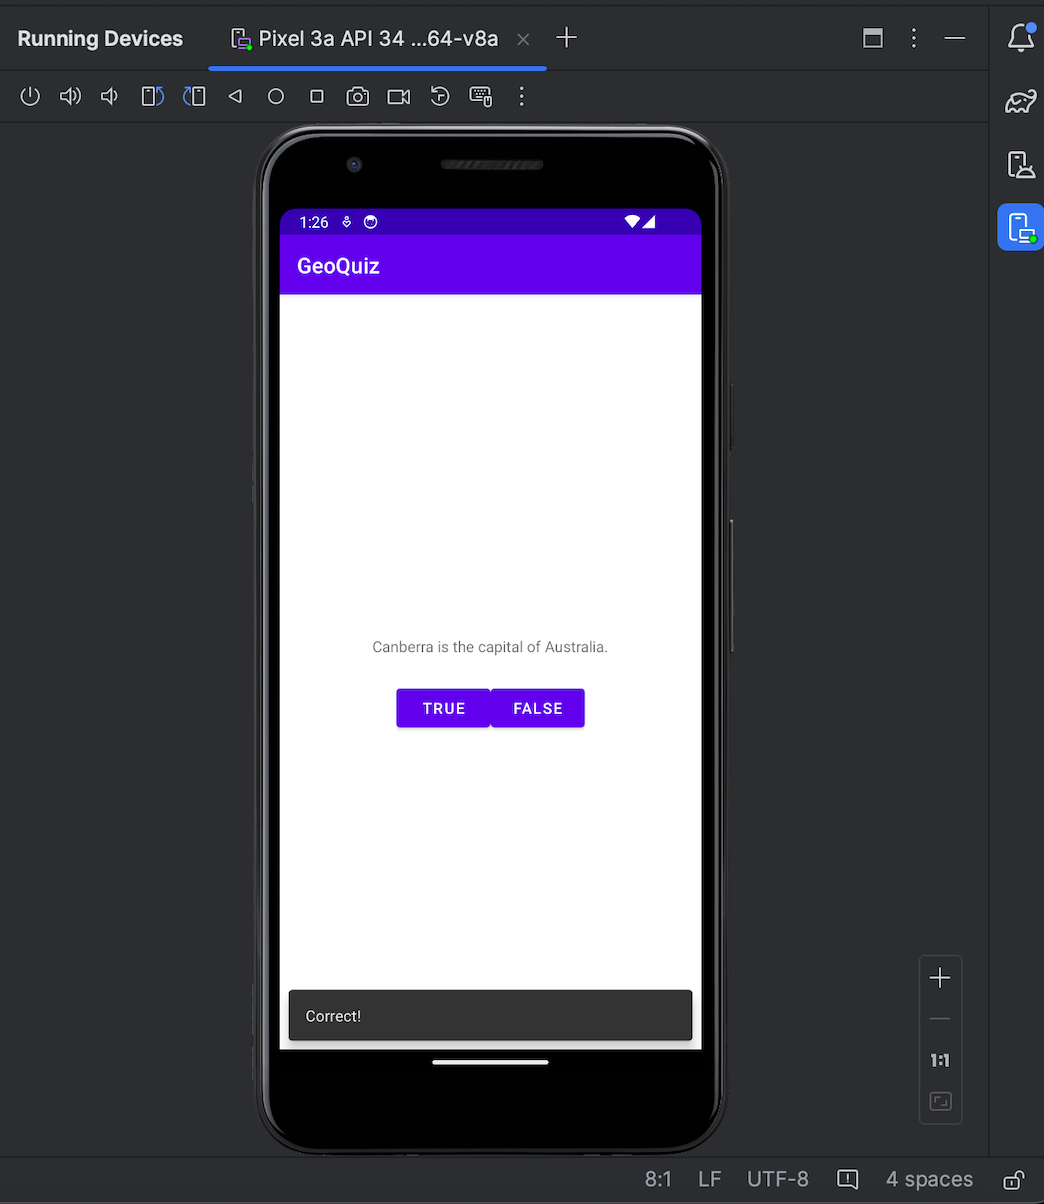 Running Devices
Pixel 3a API 34 ...64-v8a
1:26
GeoQuiz
Canberra is the capital of Australia.
TRUE FALSE
Correct!
1:1
8:1 LF UTF-8 4 spaces